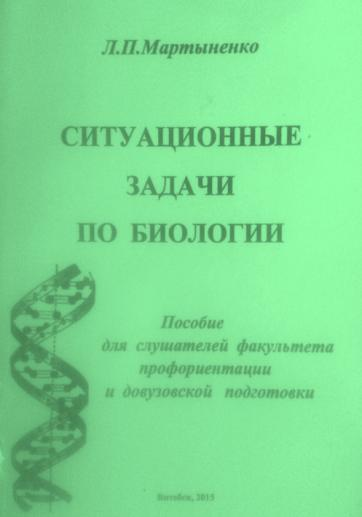 Л.П.Мартыненко
СИТУАЦИОННЫЕ
ЗАДАЧИ
ПО БИОЛОГИИ
Пособие
для слушателей факультета
профориентации
и довузовской подготовки
Витебск, 2015